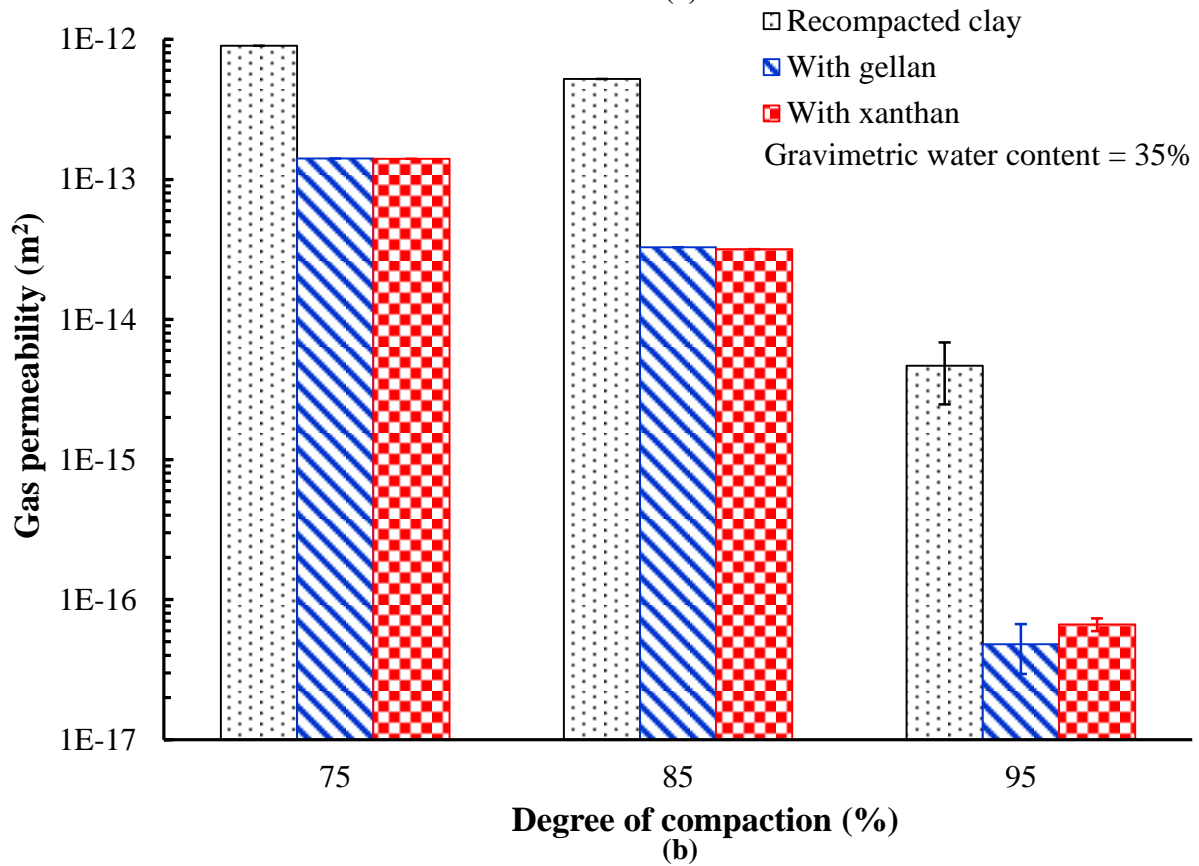 Recompacted clay
With gellan
With xanthan
Gravimetric water content = 35%
1E-12
1E-13
1E-14
1E-15
1E-16
1E-17
Gas permeability (m²)
75 85 95
Degree of compaction (%)
(b)